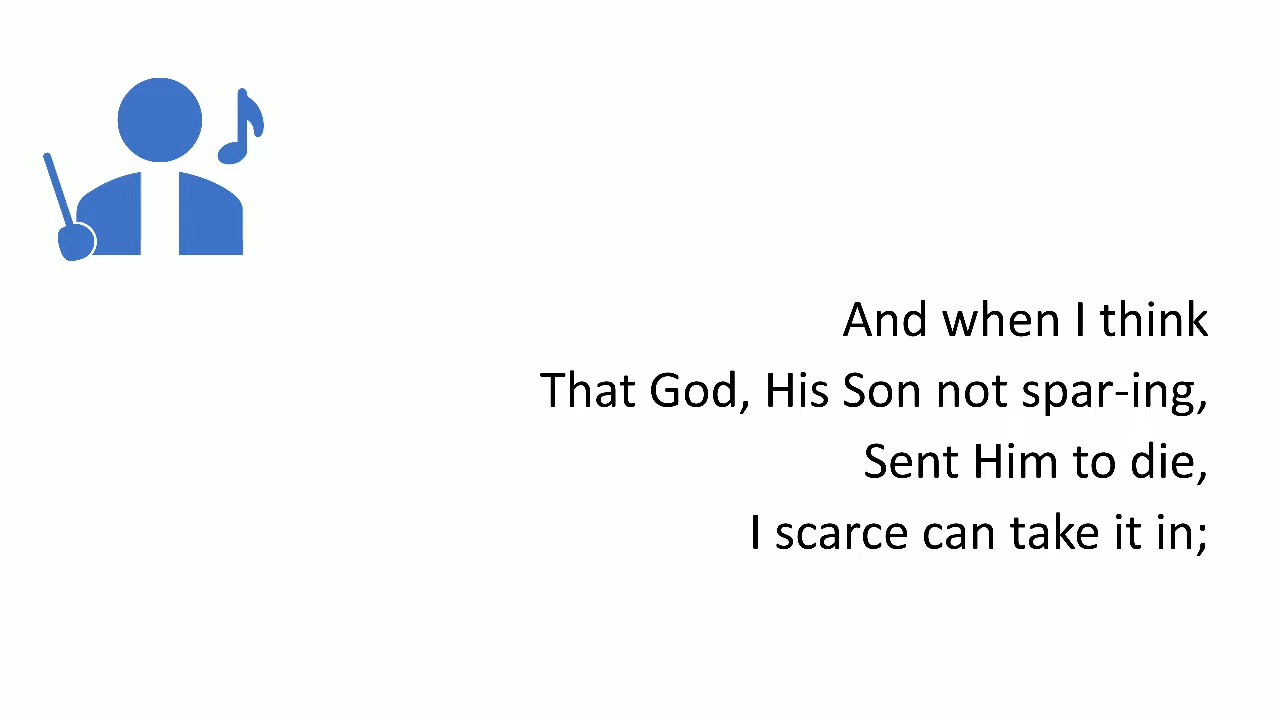 And when I think
That God, His Son not spar-ing,
Sent Him to die,
I scarce can take it in;